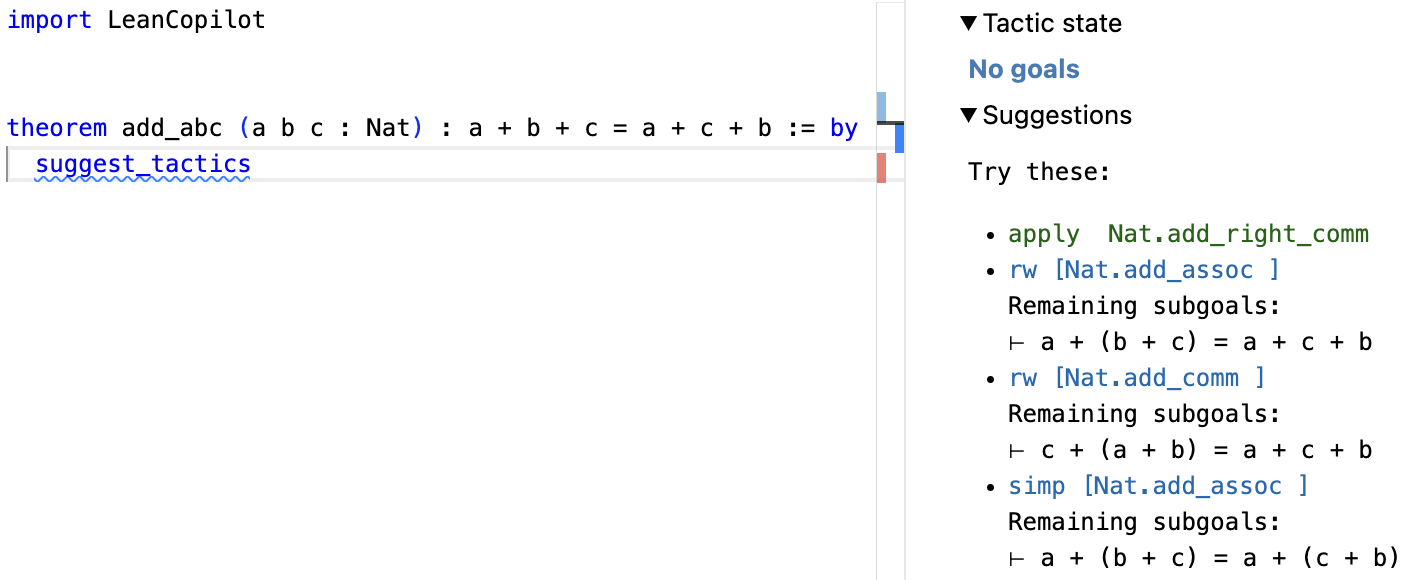 import LeanCopilot
theorem add_abc (a b c : Nat) : a + b + c = a + c + b := by
suggest_tactics
▼ Tactic state
No goals
▼ Suggestions
Try these:
• apply  Nat.add_right_comm
• rw [Nat.add_assoc ]
Remaining subgoals:
⊢ a + (b + c) = a + c + b
• rw [Nat.add_comm ]
Remaining subgoals:
⊢ c + (a + b) = a + c + b
• simp [Nat.add_assoc ]
Remaining subgoals:
⊢ a + (b + c) = a + (c + b)